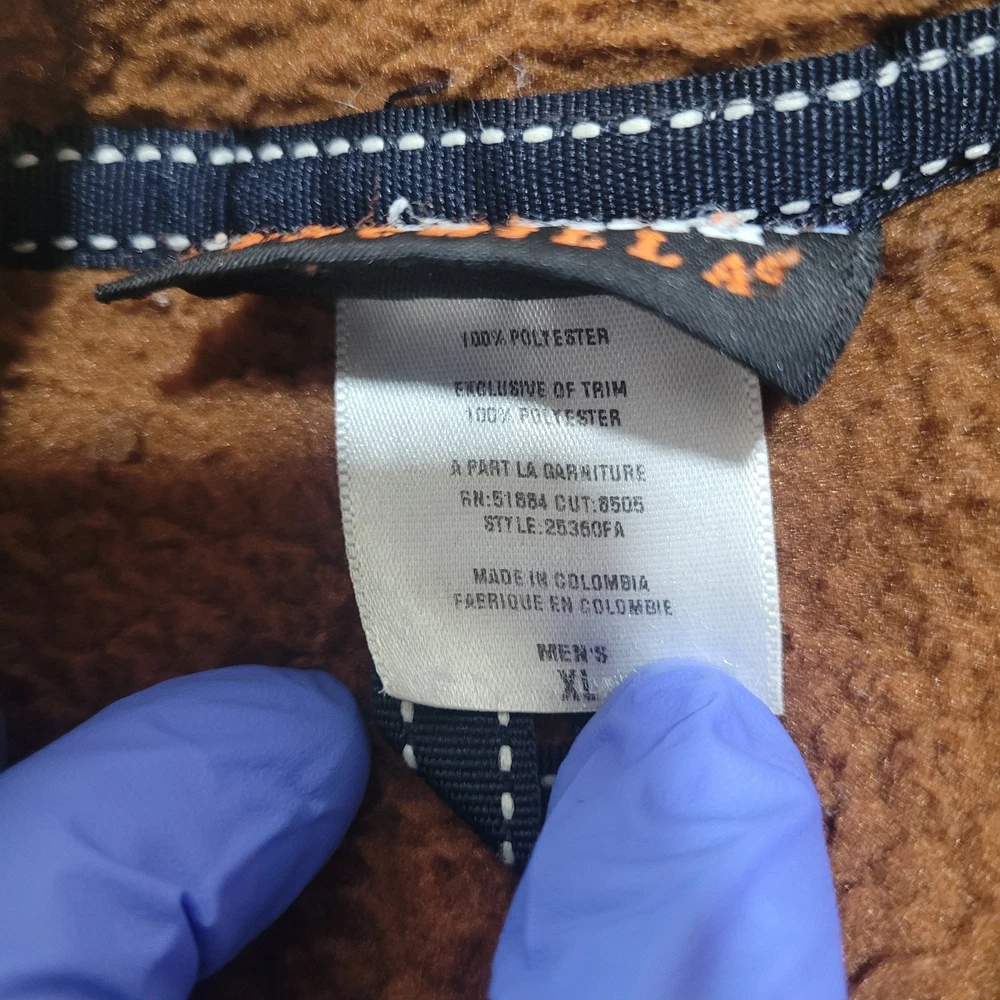 100% POLYESTER
EXCLUSIVE OF TRIM
100% POLYESTER
A PART LA GARNITURE
RN:51884 CUT:8505
STYLE:25360FA
MADE IN COLOMBIA
FABRIQUE EN COLOMBIE
MEN'S
XL